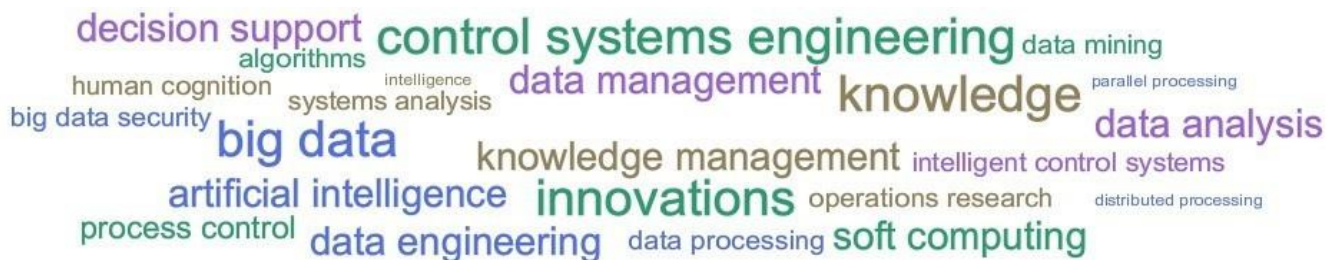 decision support control systems engineering data mining
algorithms
human cognition intelligence data management knowledge parallel processing
systems analysis
big data security big data data analysis
knowledge management intelligent control systems
artificial intelligence innovations operations research distributed processing
process control data engineering data processing soft computing